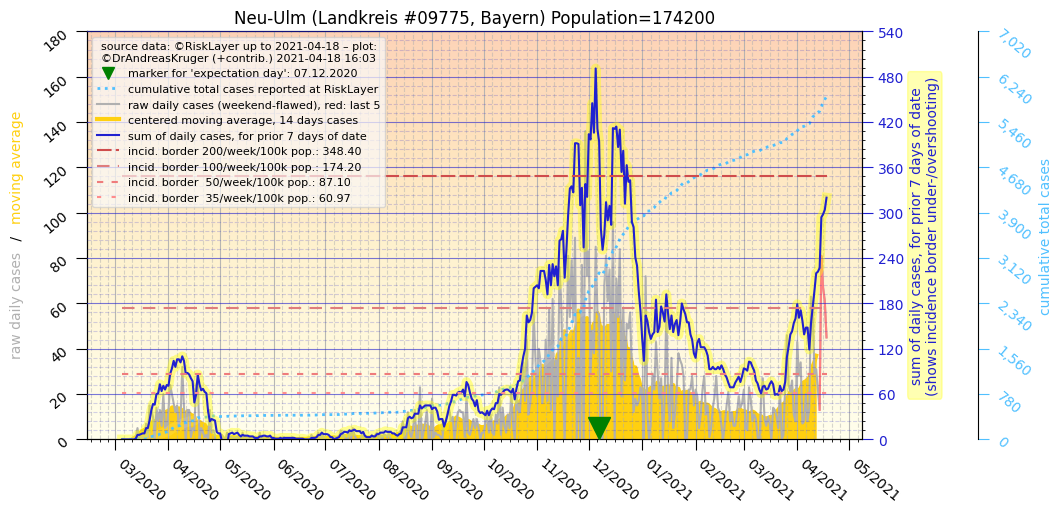 Neu-Ulm (Landkreis #09775, Bayern) Population=174200
source data: ©RiskLayer up to 2021-04-18 – plot:
©DrAndreasKruger (+contrib.) 2021-04-18 16:03
marker for 'expectation day': 07.12.2020
cumulative total cases reported at RiskLayer
raw daily cases (weekend-flawed), red: last 5
centered moving average, 14 days cases
sum of daily cases, for prior 7 days of date
incid. border 200/week/100k pop.: 348.40
incid. border 100/week/100k pop.: 174.20
incid. border  50/week/100k pop.: 87.10
incid. border  35/week/100k pop.: 60.97
raw daily cases / moving average
180
160
140
120
100
80
60
40
20
0
03/2020
04/2020
05/2020
06/2020
07/2020
08/2020
09/2020
10/2020
11/2020
12/2020
01/2021
02/2021
03/2021
04/2021
05/2021
540
480
420
360
300
240
180
120
60
0
sum of daily cases, for prior 7 days of date
(shows incidence border under-/overshooting)
7,020
6,240
5,460
4,680
3,900
3,120
2,340
1,560
780
0
cumulative total cases